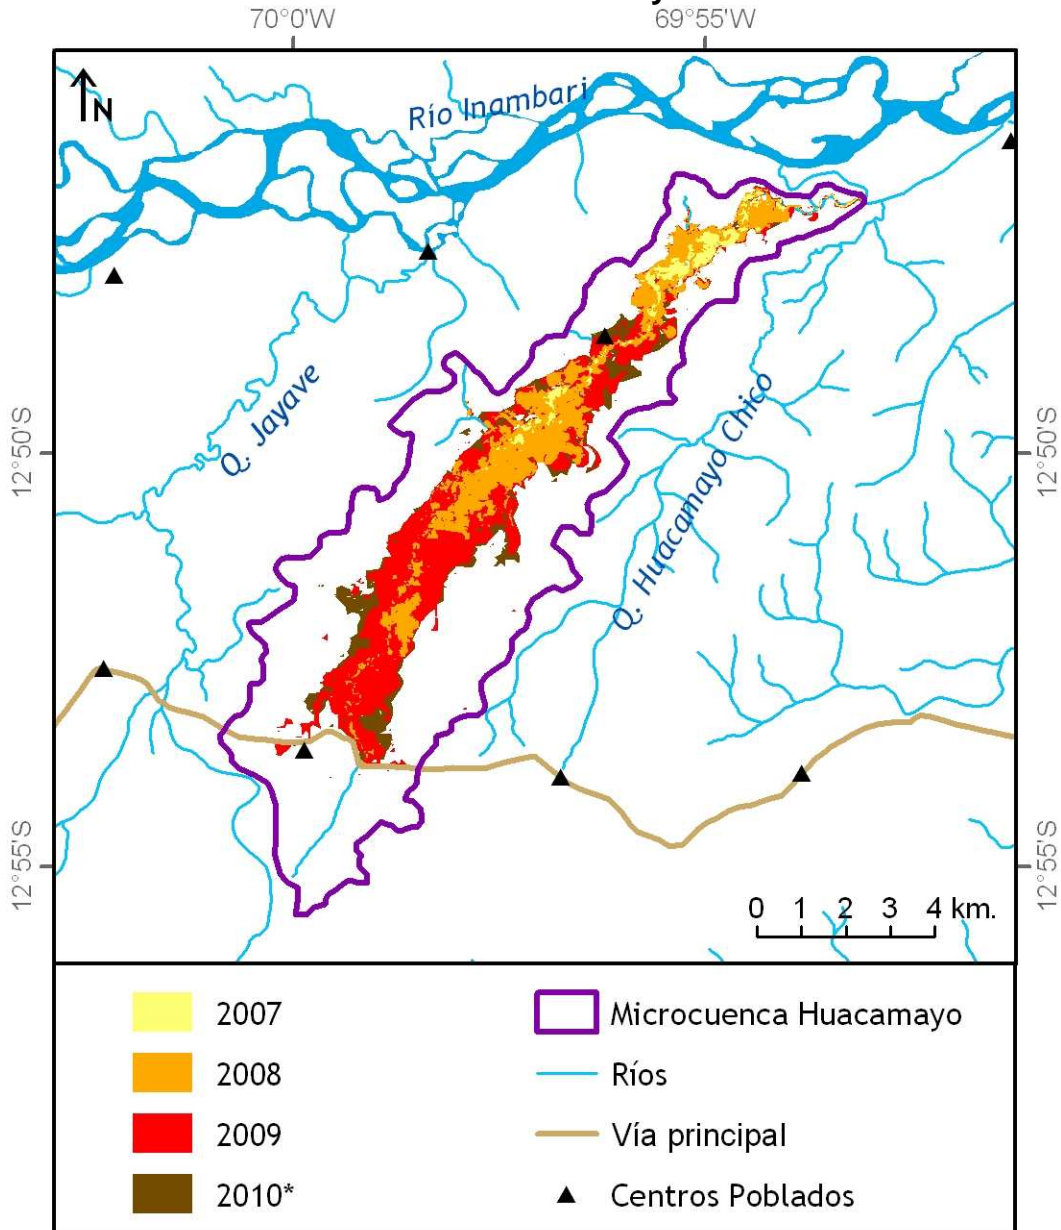 70°0'W
69°55'W
N
Río Inambari
Q. Jayave
Q. Huacamayo Chico
12°50'S
12°50'S
12°55'S
12°55'S
0 1 2 3 4 km.
2007
Microcuenca Huacamayo
2008
Ríos
2009
Vía principal
2010*
Centros Poblados